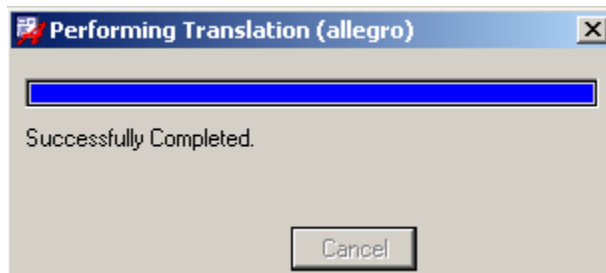 Performing Translation (allegro)
Successfully Completed.
Cancel